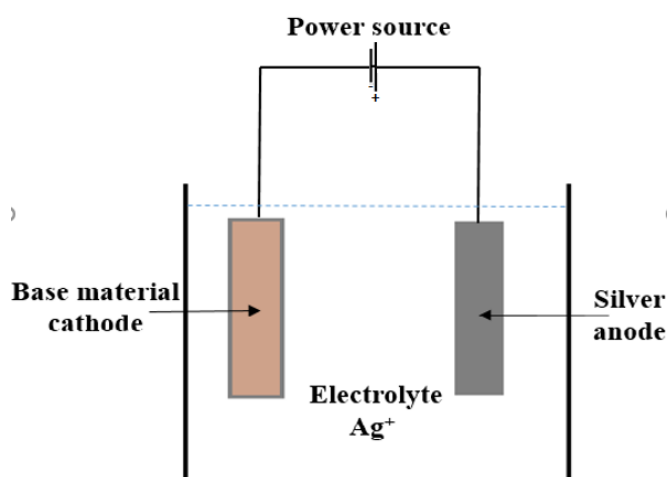 Power source
-
+
Base material
cathode
Silver
anode
Electrolyte
Ag⁺